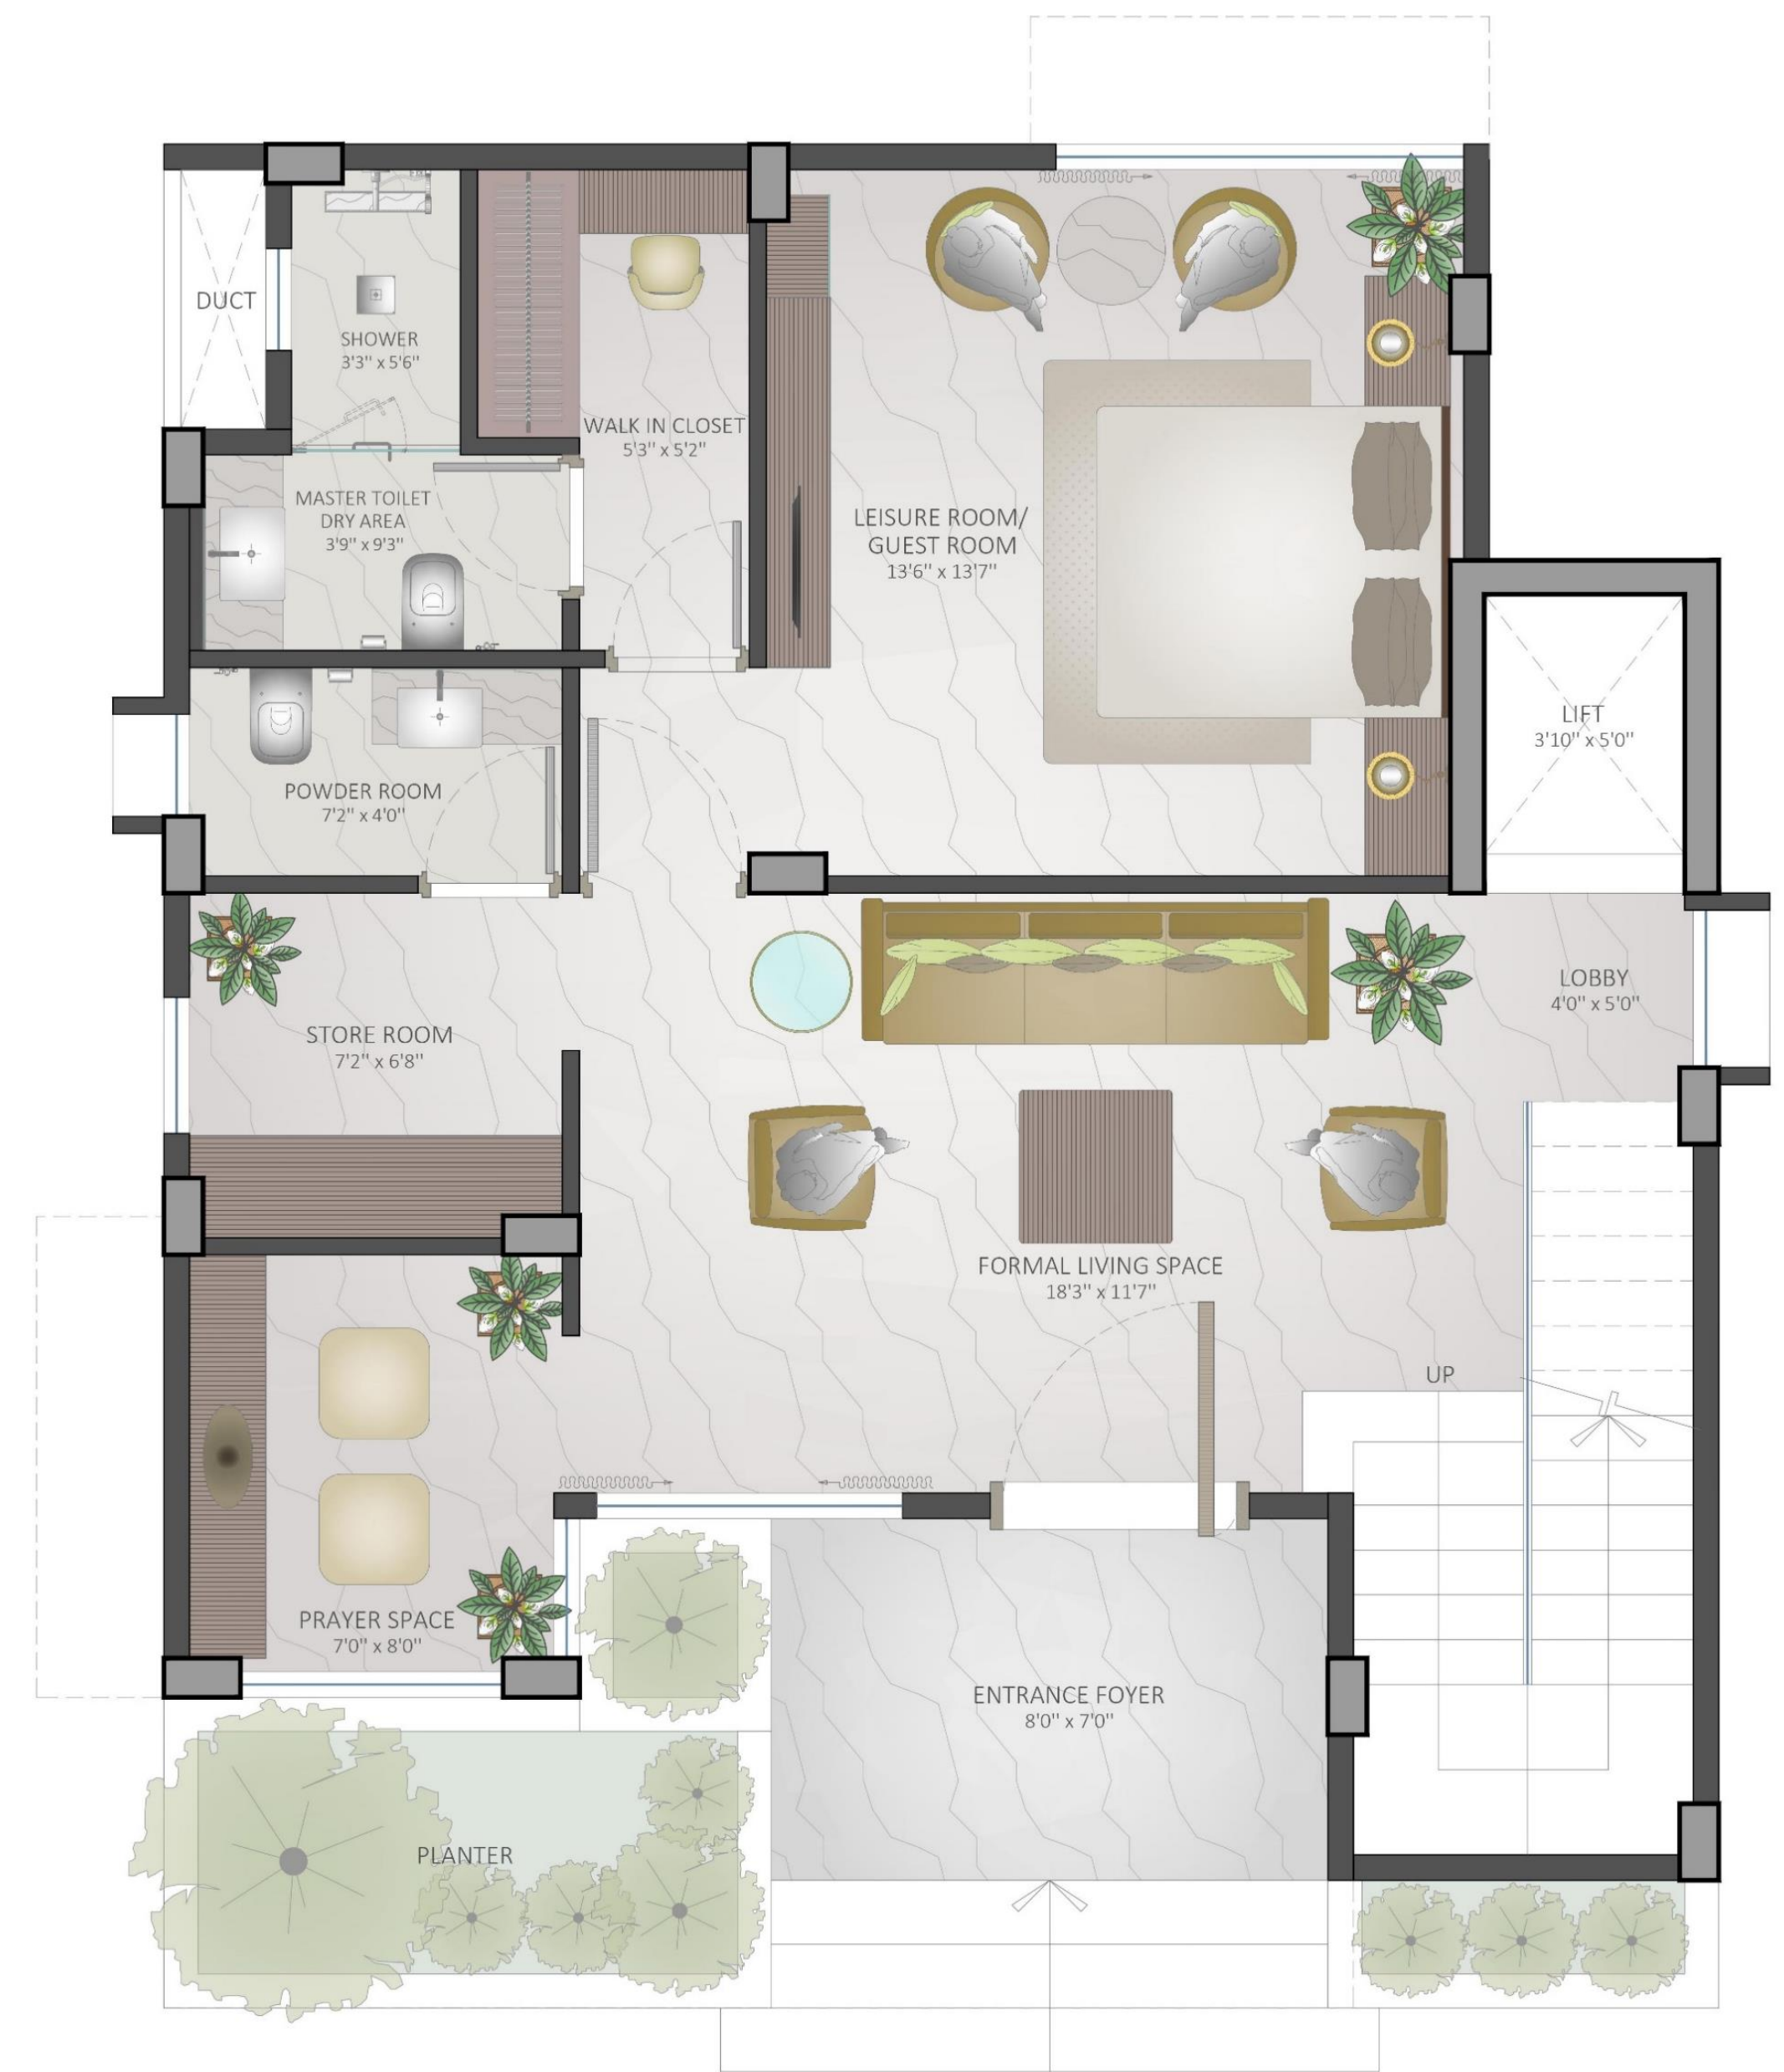 DUCT
SHOWER
3'3" x 5'6"
WALK IN CLOSET
5'3" x 5'2"
MASTER TOILET
DRY AREA
3'9" x 9'3"
LEISURE ROOM/
GUEST ROOM
13'6" x 13'7"
LIFT
3'10" x 5'0"
POWDER ROOM
7'2" x 4'0"
LOBBY
4'0" x 5'0"
STORE ROOM
7'2" x 6'8"
FORMAL LIVING SPACE
18'3" x 11'7"
UP
PRAYER SPACE
7'0" x 8'0"
ENTRANCE FOYER
8'0" x 7'0"
PLANTER